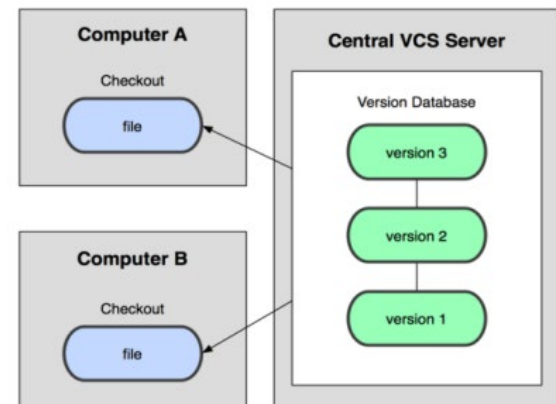 Computer A
Checkout
file
Computer B
Checkout
file
Central VCS Server
Version Database
version 3
version 2
version 1